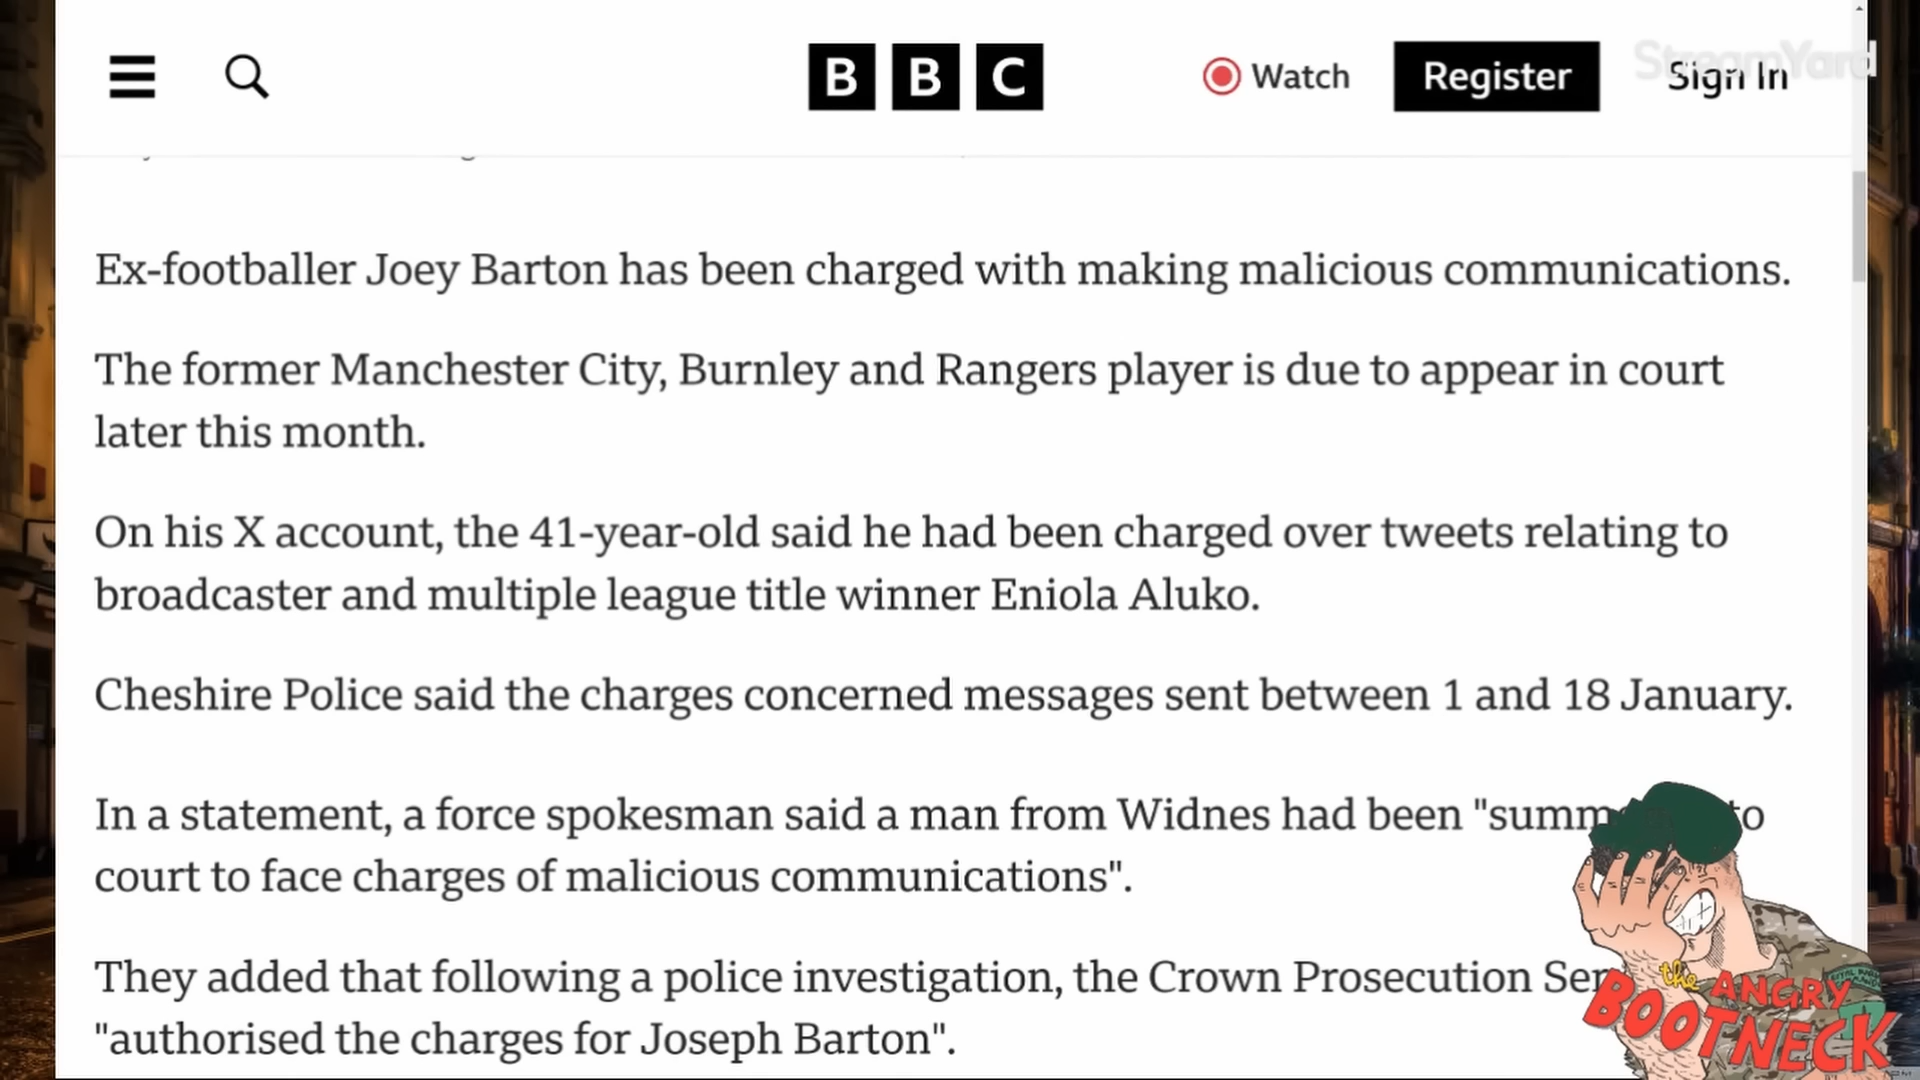 BBC
Watch
Register
Sign In
StreamYard
Ex-footballer Joey Barton has been charged with making malicious communications.
The former Manchester City, Burnley and Rangers player is due to appear in court
later this month.
On his X account, the 41-year-old said he had been charged over tweets relating to
broadcaster and multiple league title winner Eniola Aluko.
Cheshire Police said the charges concerned messages sent between 1 and 18 January.
In a statement, a force spokesman said a man from Widnes had been "summ to
court to face charges of malicious communications".
They added that following a police investigation, the Crown Prosecution Ser
"authorised the charges for Joseph Barton".
the ANGRY
BOOTNECK